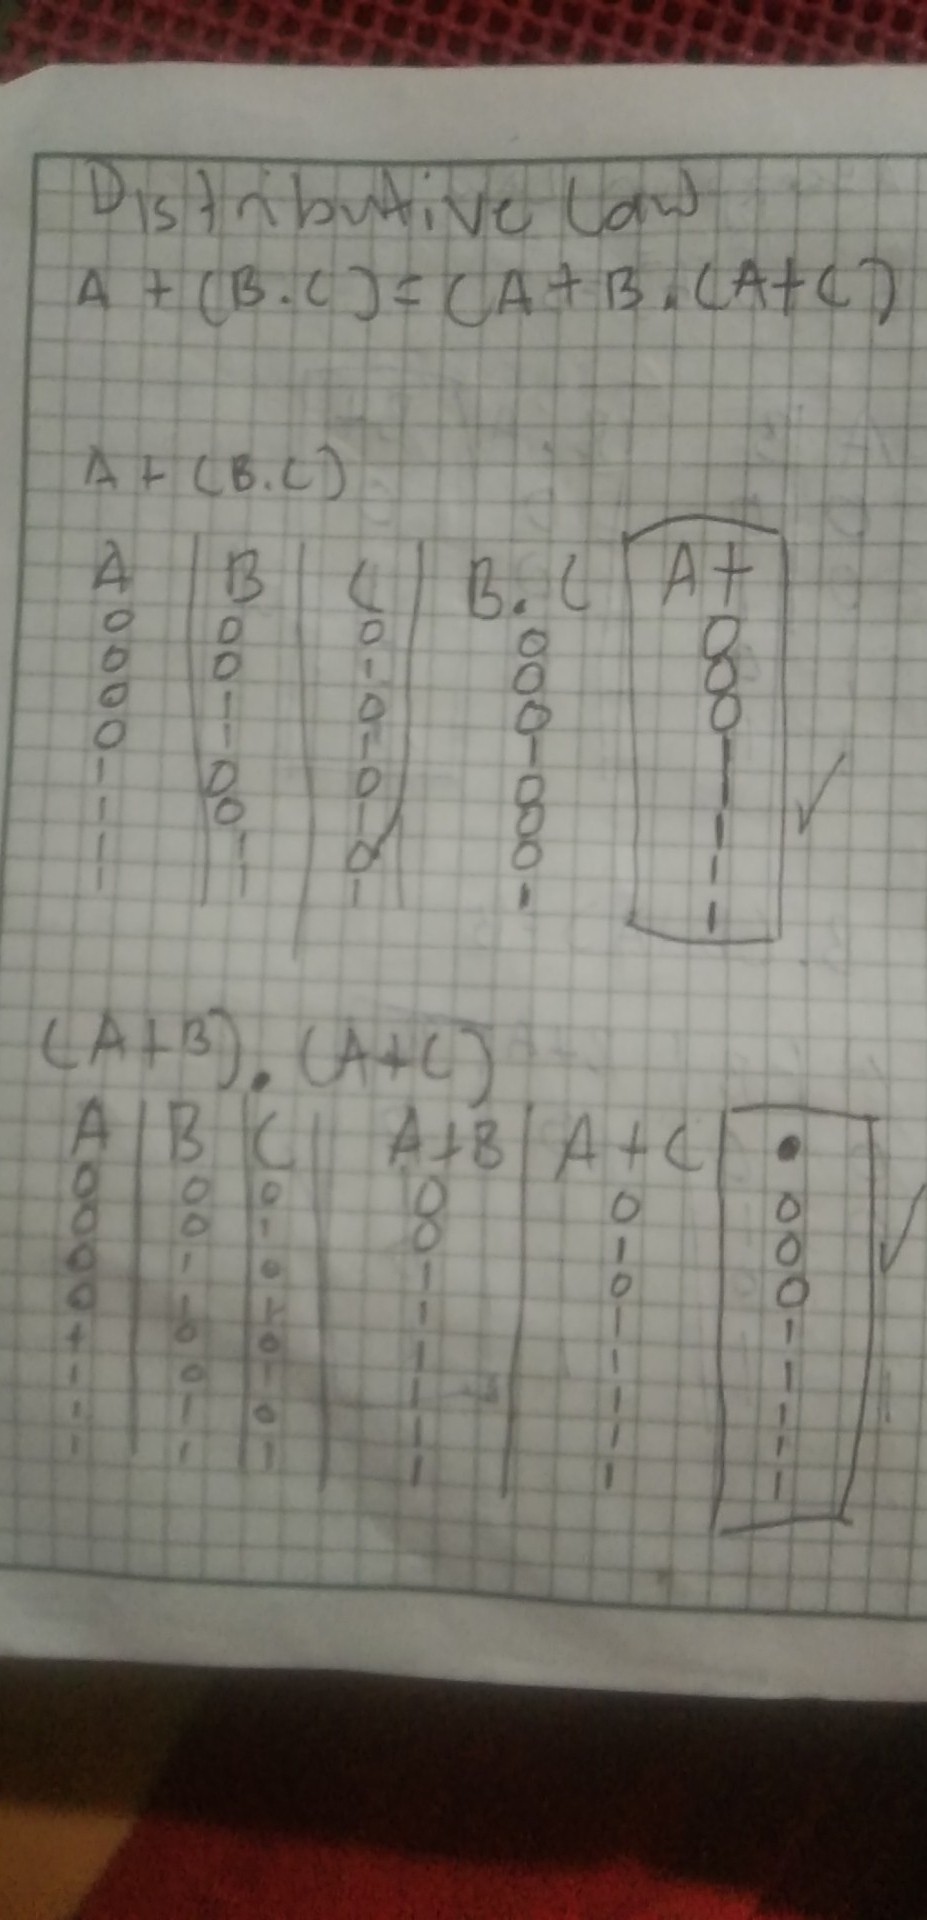 Distributive Law
A + (B.C) = (A+B.(A+C)
A + (B.C)
A | B | C | B.C | A+
0 0 0 0 0
0 0 1 0 0
0 1 0 0 0
0 1 1 1 1
1 0 0 0 1
1 0 1 0 1
1 1 0 0 1
1 1 1 1 1
(A+B).(A+C)
A | B | C | A+B | A+C | •
0 0 0 0 0 0
0 0 1 0 1 0
0 1 0 1 0 0
0 1 1 1 1 1
1 0 0 1 1 1
1 0 1 1 1 1
1 1 0 1 1 1
1 1 1 1 1 1